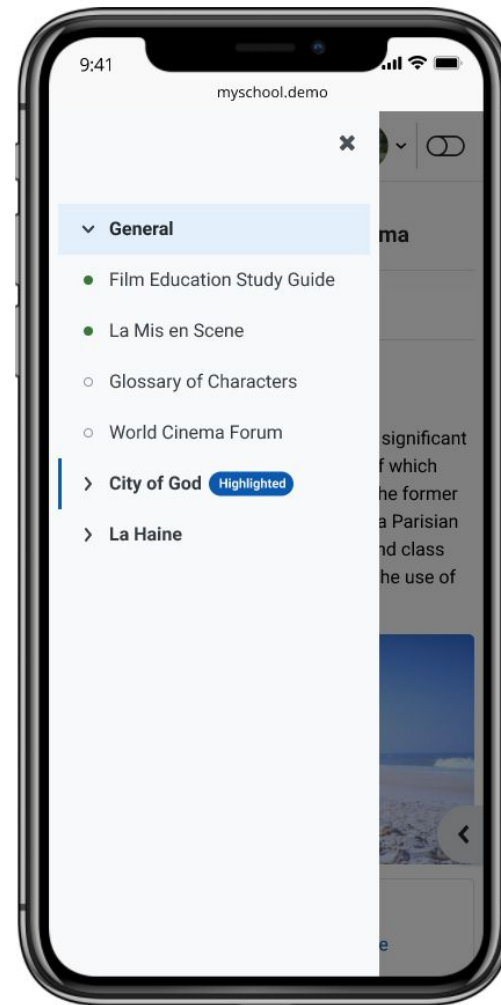 9:41
myschool.demo
General
ma
Film Education Study Guide
La Mis en Scene
Glossary of Characters
World Cinema Forum
significant
f which
City of God Highlighted
he former
a Parisian
La Haine
nd class
he use of
e